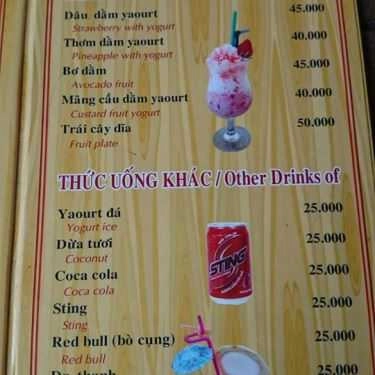 Dâu dầm yaourt 45.000
Strawberry with yogurt
Thơm dầm yaourt 40.000
Pineapple with yogurt
Bơ dầm 45.000
Avocado fruit
Mãng cầu dầm yaourt 40.000
Custard fruit yogurt
Trái cây dĩa 50.000
Fruit plate
THỨC UỐNG KHÁC / Other Drinks of
Yaourt đá 25.000
Yogurt ice
Dừa tươi 25.000
Coconut
Coca cola 25.000
Coca cola
STING
Sting 25.000
Sting
Red bull (bò cụng) 25.000
Red bull
25.000